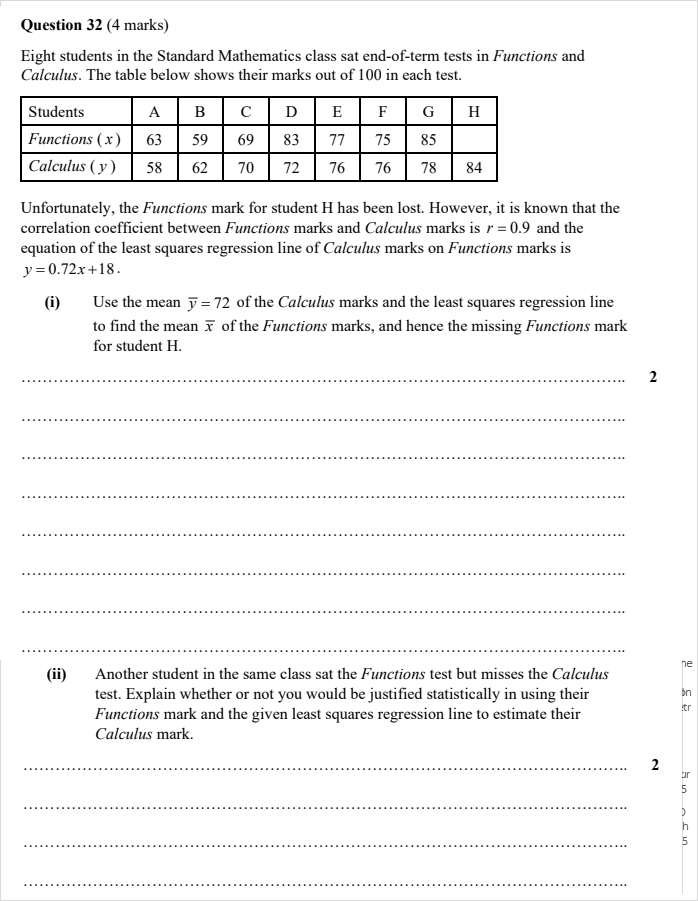 Question 32 (4 marks)
Eight students in the Standard Mathematics class sat end-of-term tests in Functions and
Calculus. The table below shows their marks out of 100 in each test.
Students A B C D E F G H
Functions (x) 63 59 69 83 77 75 85
Calculus (y) 58 62 70 72 76 76 78 84
Unfortunately, the Functions mark for student H has been lost. However, it is known that the
correlation coefficient between Functions marks and Calculus marks is r = 0.9 and the
equation of the least squares regression line of Calculus marks on Functions marks is
y = 0.72x + 18.
(i) Use the mean y̅ = 72 of the Calculus marks and the least squares regression line
to find the mean x̅ of the Functions marks, and hence the missing Functions mark
for student H.
2
(ii) Another student in the same class sat the Functions test but misses the Calculus
test. Explain whether or not you would be justified statistically in using their
Functions mark and the given least squares regression line to estimate their
Calculus mark.
2